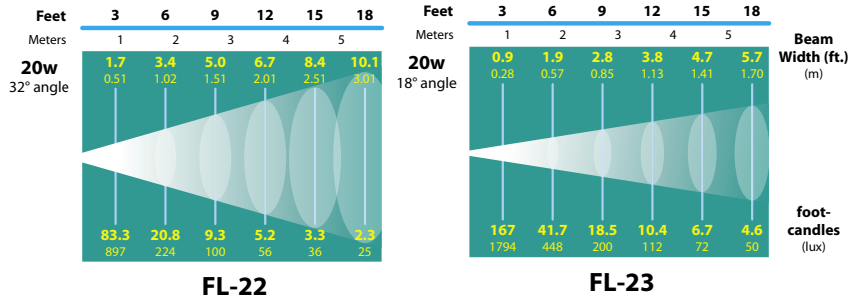 Feet 3 6 9 12 15 18
Meters 1 2 3 4 5
20w 1.7 3.4 5.0 6.7 8.4 10.1
32° angle 0.51 1.02 1.51 2.01 2.51 3.01
83.3 20.8 9.3 5.2 3.3 2.3
897 224 100 56 36 25
FL-22
Feet 3 6 9 12 15 18
Meters 1 2 3 4 5
20w 0.9 1.9 2.8 3.8 4.7 5.7
18° angle 0.28 0.57 0.85 1.13 1.41 1.70
Beam
Width (ft.)
(m)
167 41.7 18.5 10.4 6.7 4.6
1794 448 200 112 72 50
foot-
candles
(lux)
FL-23